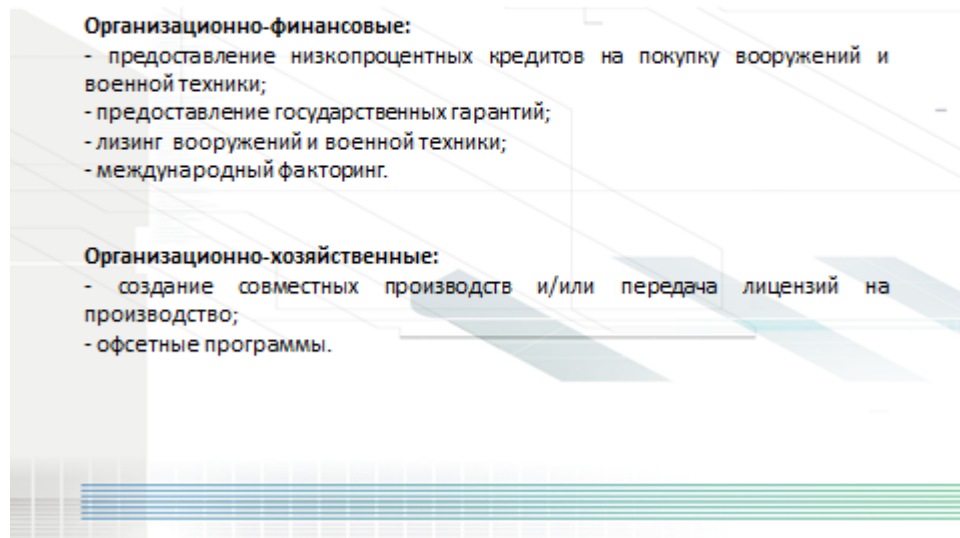 Организационно-финансовые:
- предоставление низкопроцентных кредитов на покупку вооружений и
военной техники;
- предоставление государственных гарантий;
- лизинг вооружений и военной техники;
- международный факторинг.
Организационно-хозяйственные:
- создание совместных производств и/или передача лицензий на
производство;
- офсетные программы.